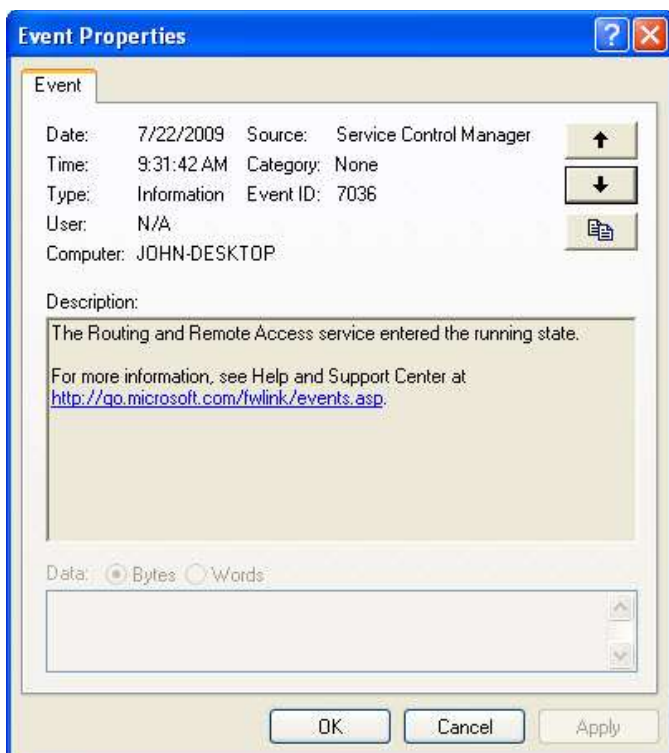 Event Properties
Event
Date: 7/22/2009 Source: Service Control Manager
Time: 9:31:42 AM Category: None
Type: Information Event ID: 7036
User: N/A
Computer: JOHN-DESKTOP
Description:
The Routing and Remote Access service entered the running state.
For more information, see Help and Support Center at
http://go.microsoft.com/fwlink/events.asp.
Data: Bytes Words
OK Cancel Apply